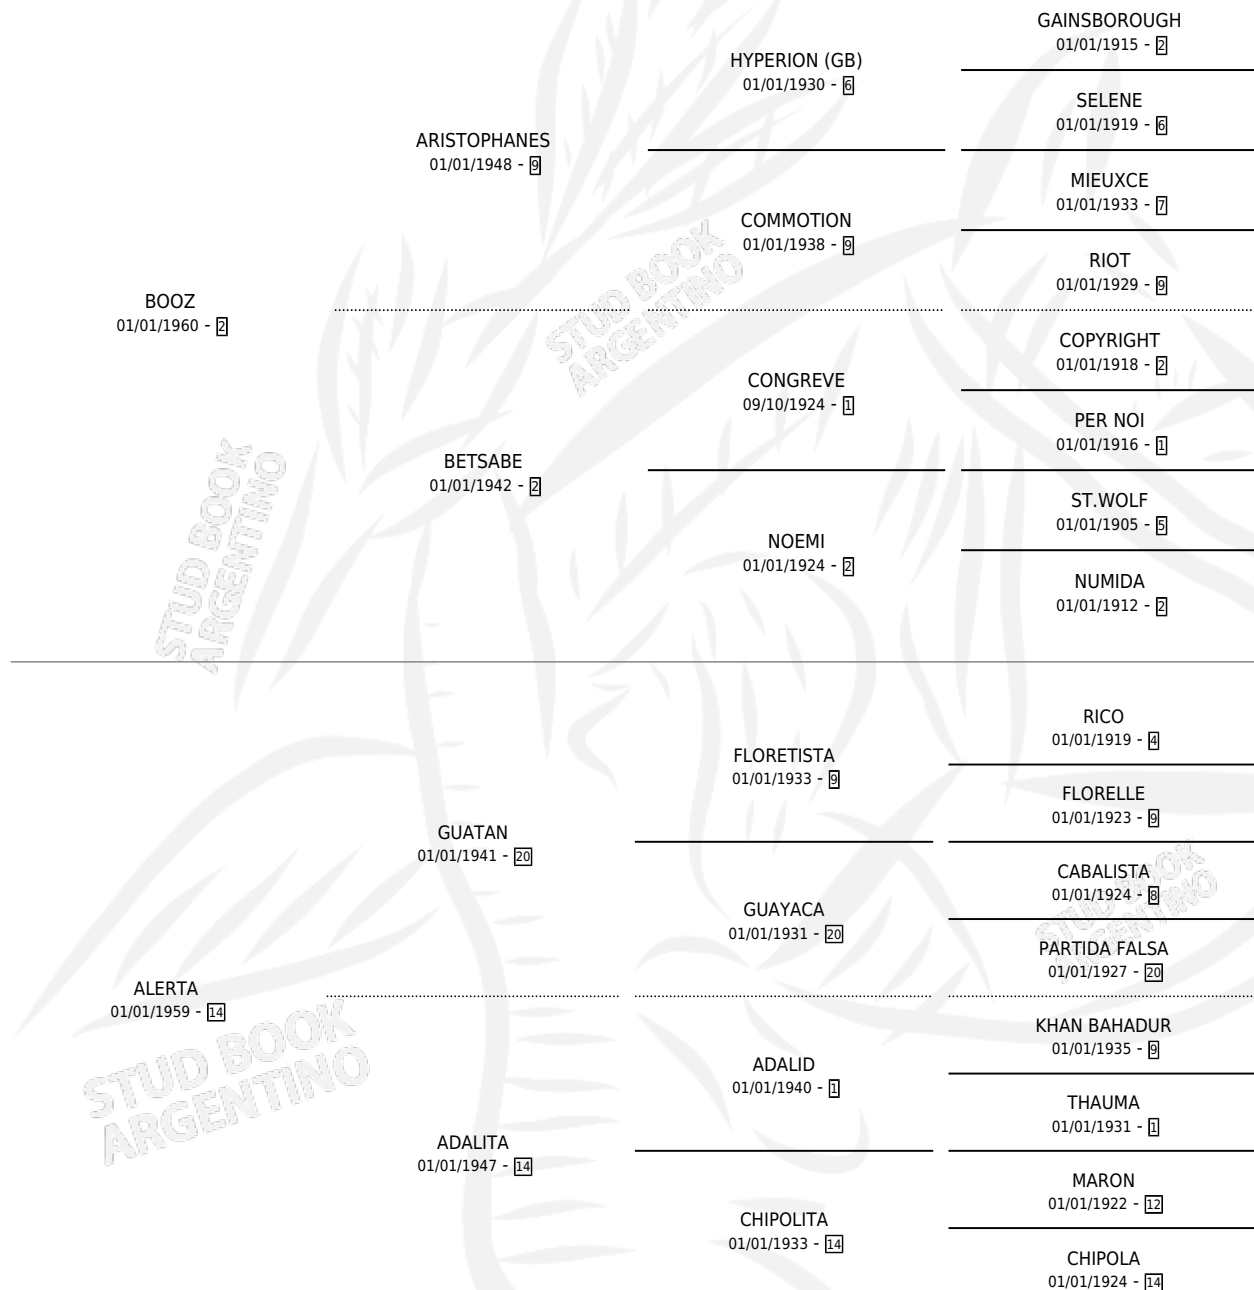 GAINSBOROUGH
01/01/1915 - 2
HYPERION (GB)
01/01/1930 - 6
SELENE
01/01/1919 - 6
ARISTOPHANES
01/01/1948 - 9
MIEUXCE
01/01/1933 - 7
COMMOTION
01/01/1938 - 9
RIOT
01/01/1929 - 9
BOOZ
01/01/1960 - 2
COPYRIGHT
01/01/1918 - 2
CONGREVE
09/10/1924 - 1
PER NOI
01/01/1916 - 1
BETSABE
01/01/1942 - 2
ST.WOLF
01/01/1905 - 5
NOEMI
01/01/1924 - 2
NUMIDA
01/01/1912 - 2
STUD BOOK
ARGENTINO
STUD BOOK
ARGENTINO
RICO
01/01/1919 - 4
FLORETISTA
01/01/1933 - 9
FLORELLE
01/01/1923 - 9
GUATAN
01/01/1941 - 20
CABALISTA
01/01/1924 - 8
GUAYACA
01/01/1931 - 20
PARTIDA FALSA
01/01/1927 - 20
ALERTA
01/01/1959 - 14
KHAN BAHADUR
01/01/1935 - 9
ADALID
01/01/1940 - 1
THAUMA
01/01/1931 - 1
ADALITA
01/01/1947 - 14
MARON
01/01/1922 - 12
CHIPOLITA
01/01/1933 - 14
CHIPOLA
01/01/1924 - 14
STUD BOOK
ARGENTINO
STUD BOOK
ARGENTINO